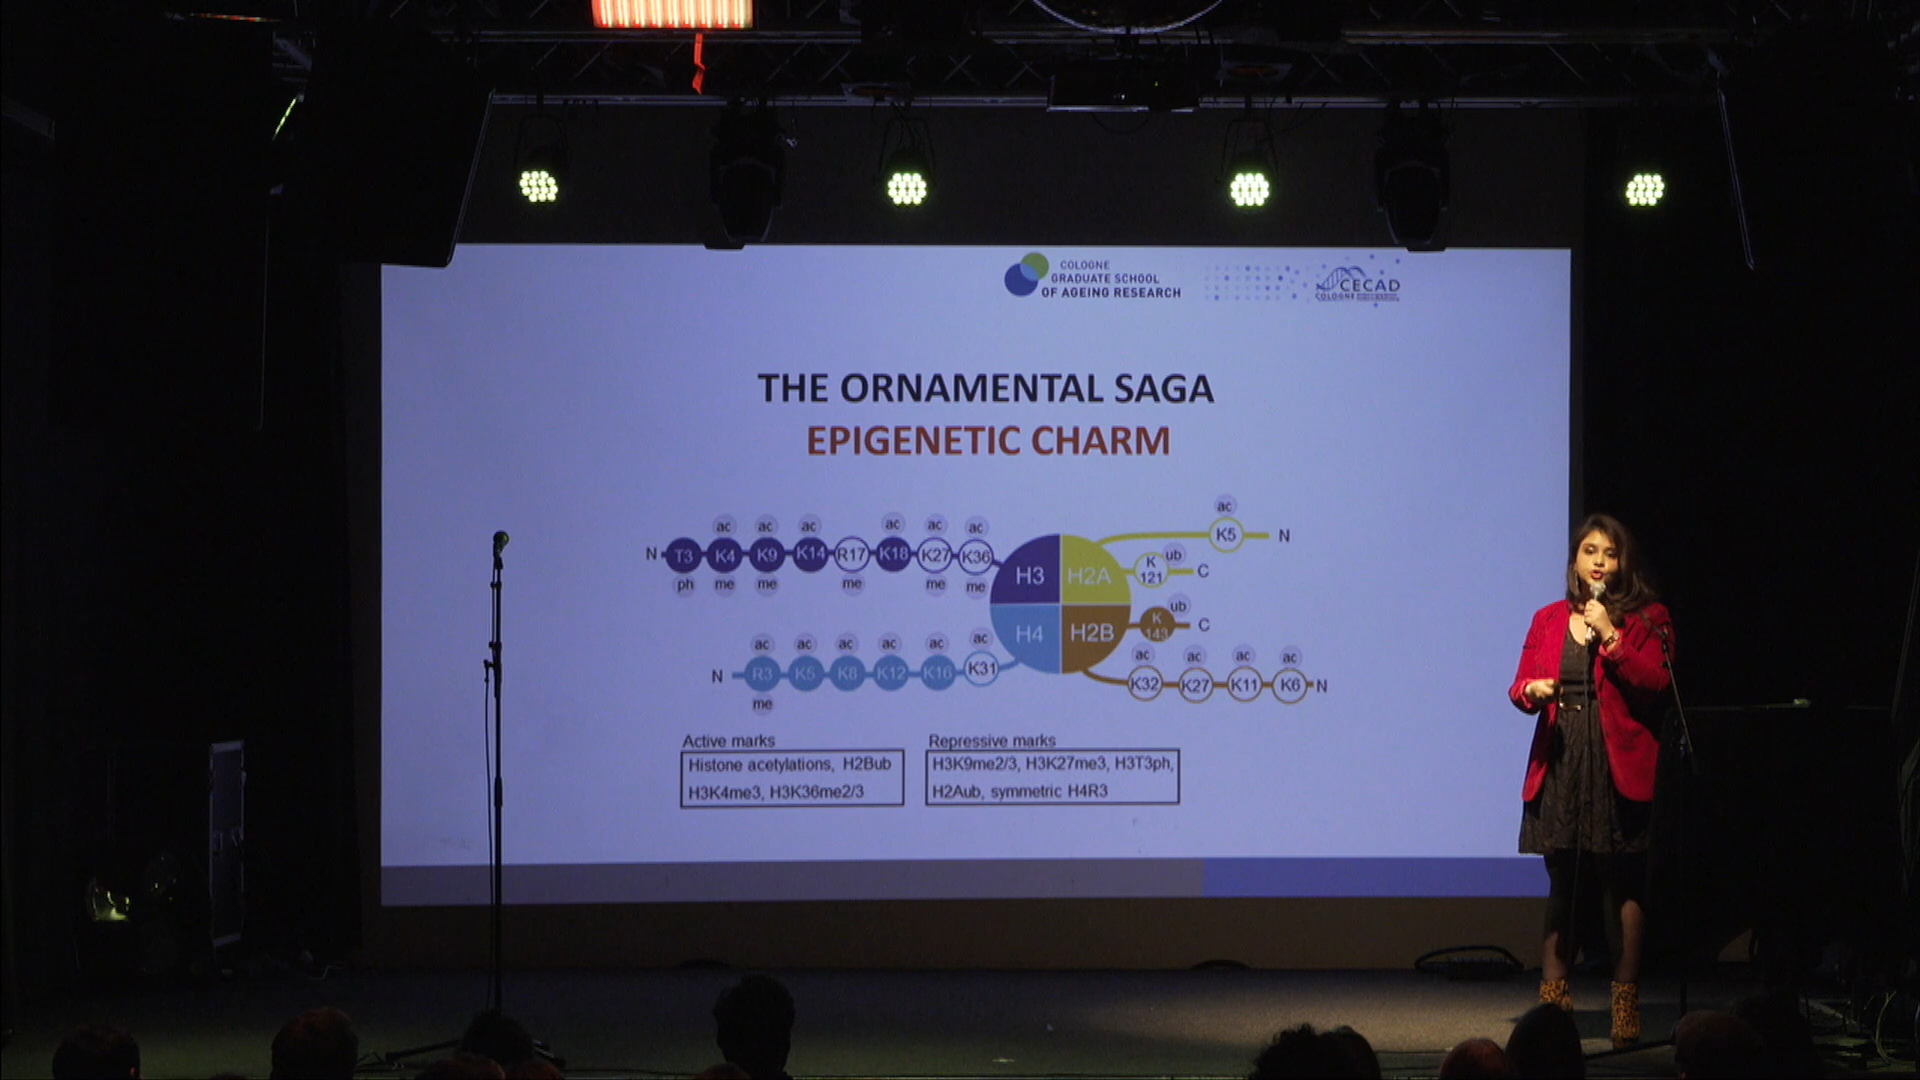 COLOGNE
GRADUATE SCHOOL
OF AGEING RESEARCH
CECAD
COLOGNE
THE ORNAMENTAL SAGA
EPIGENETIC CHARM
ac
ac ac ac ac ac ac
N T3 K4 K9 K14 R17 K18 K27 K36
ph me me me me me
K5 N
H3 H2A
K 121 ub C
H4 H2B
K 143 ub C
ac ac ac ac ac ac
N R3 K5 K8 K12 K16 K31
me
ac ac ac ac
K32 K27 K11 K6 N
Active marks
Histone acetylations, H2Bub
H3K4me3, H3K36me2/3
Repressive marks
H3K9me2/3, H3K27me3, H3T3ph,
H2Aub, symmetric H4R3